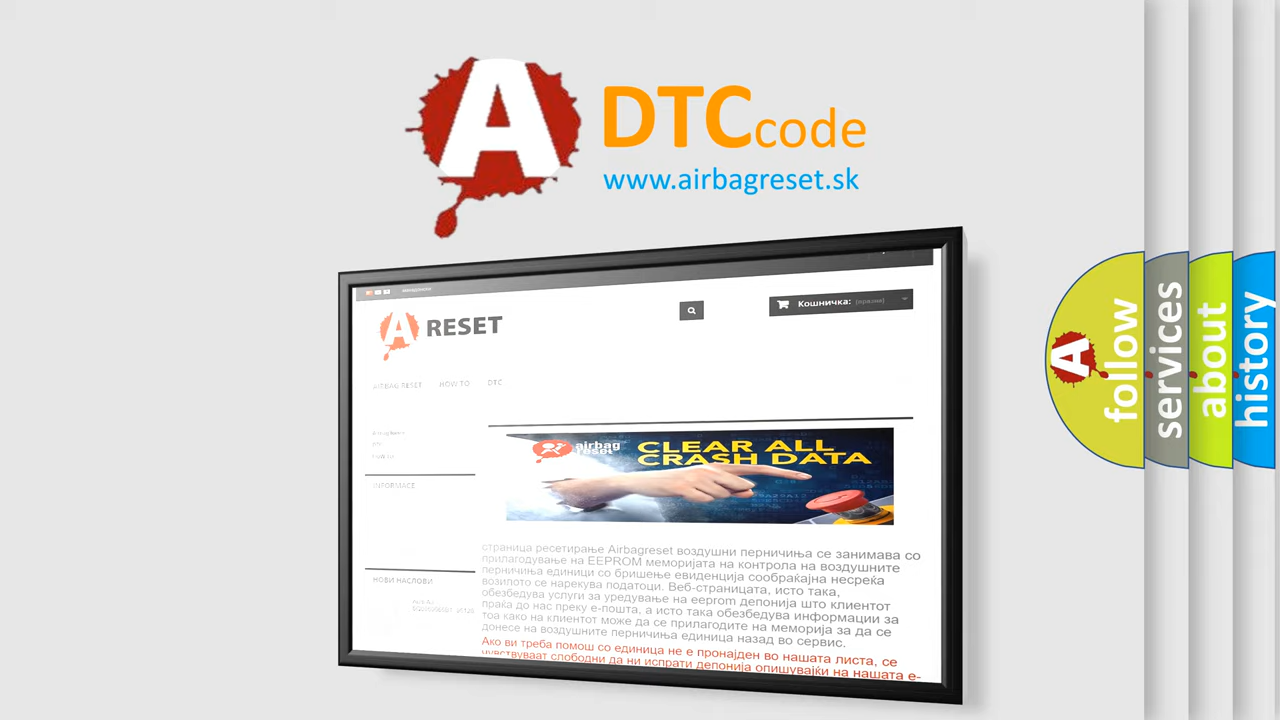 A
DTCcode
www.airbagreset.sk
A RESET
Кошничка: (празни)
AIRBAG RESET HOW TO DTC
airbag reset
CLEAR ALL
CRASH DATA
INFORMACE
НОВИ НАСЛОВИ
страница ресетирање Airbagreset воздушни перничиња се занимава со
прилагодување на EEPROM меморијата на контрола на воздушните
перничиња единици со бришење евиденција сообраќајна несреќа
возилото се нарекува податоци. Веб-страницата, исто така,
обезбедува услуги за уредување на eeprom депонија што клиентот
праќа до нас преку е-пошта, а исто така обезбедува информации за
тоа како на клиентот може да се прилагодите на меморија за да се
донесе на воздушните перничиња единица назад во сервис.
Ако ви треба помош со единица не е пронајден во нашата листа, се
чувствуваат слободни да ни испрати депонија опишувајќи на нашата е-
A
follow
services
about
history